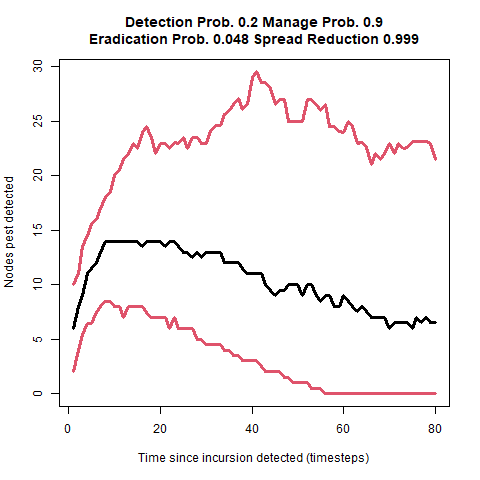 Detection Prob. 0.2 Manage Prob. 0.9
Eradication Prob. 0.048 Spread Reduction 0.999
30
25
20
15
10
5
0
Nodes pest detected
0 20 40 60 80
Time since incursion detected (timesteps)